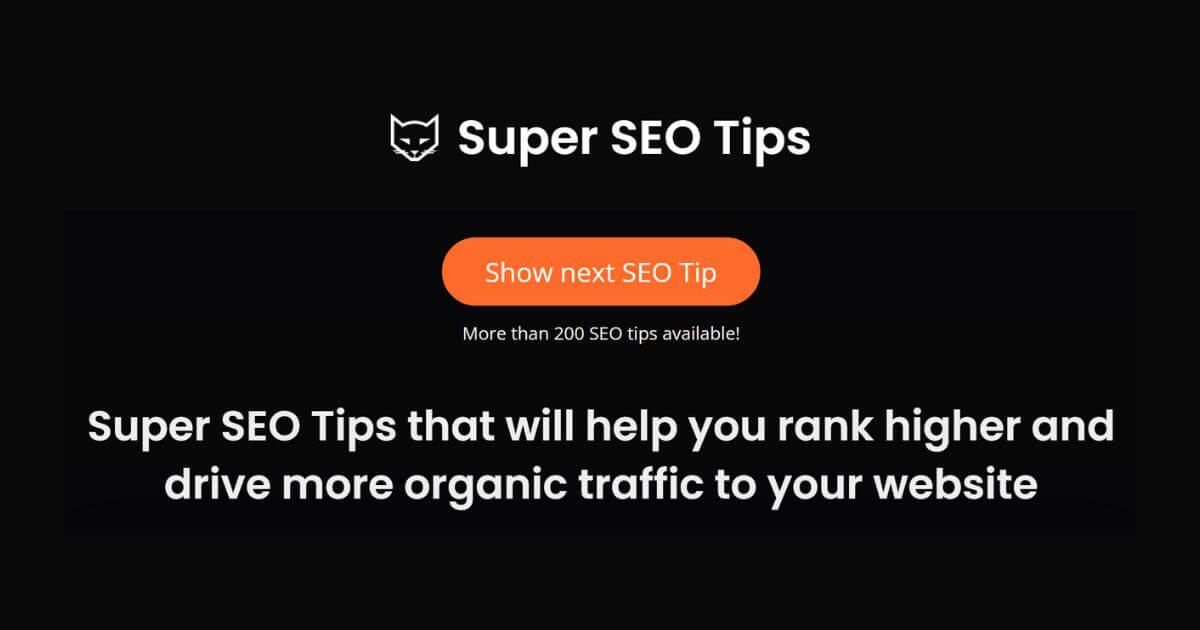 Super SEO Tips
Show next SEO Tip
More than 200 SEO tips available!
Super SEO Tips that will help you rank higher and
drive more organic traffic to your website